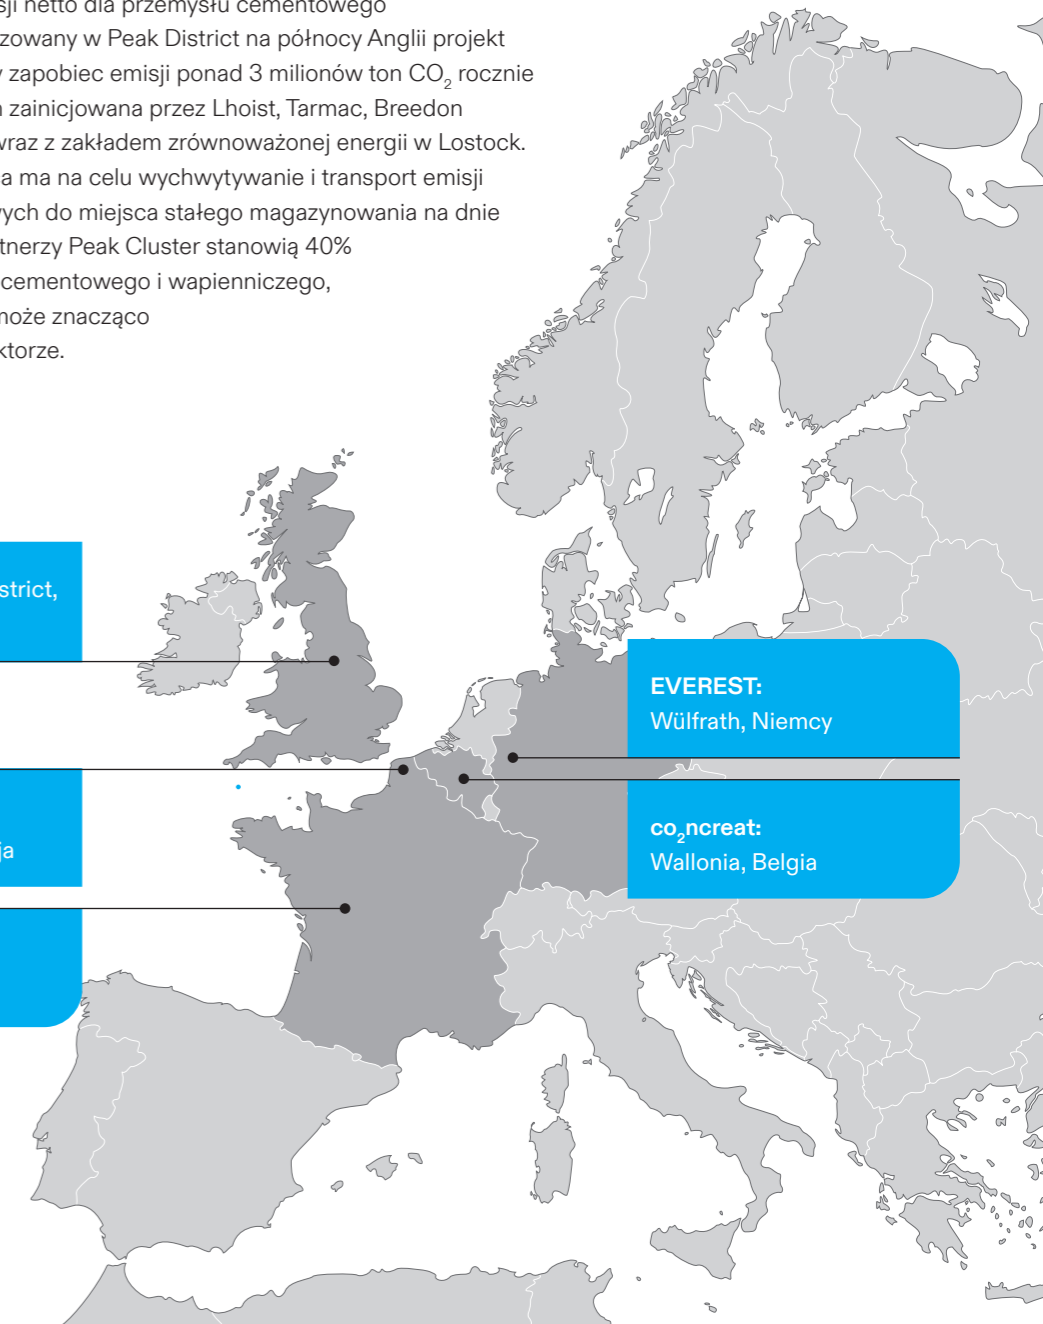 sji netto dla przemysłu cementowego
zowany w Peak District na północy Anglii projekt
y zapobiec emisji ponad 3 milionów ton CO₂ rocznie
zainicjowana przez Lhoist, Tarmac, Breedon
wraz z zakładem zrównoważonej energii w Lostock.
sa ma na celu wychwytywanie i transport emisji
wych do miejsca stałego magazynowania na dnie
tnerzy Peak Cluster stanowią 40%
cementowego i wapienniczego,
może znacząco
ktorze.
strict,
EVEREST:
Wülfrath, Niemcy
co₂ncreat:
Wallonia, Belgia
ja